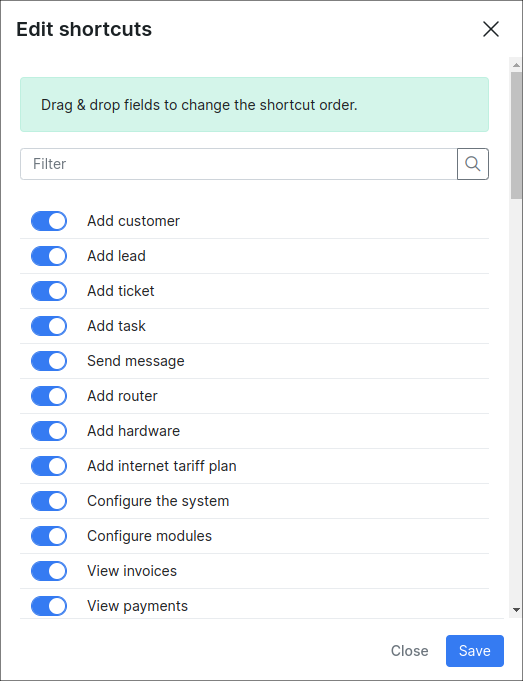 Edit shortcuts
Drag & drop fields to change the shortcut order.
Filter
Add customer
Add lead
Add ticket
Add task
Send message
Add router
Add hardware
Add internet tariff plan
Configure the system
Configure modules
View invoices
View payments
Close
Save